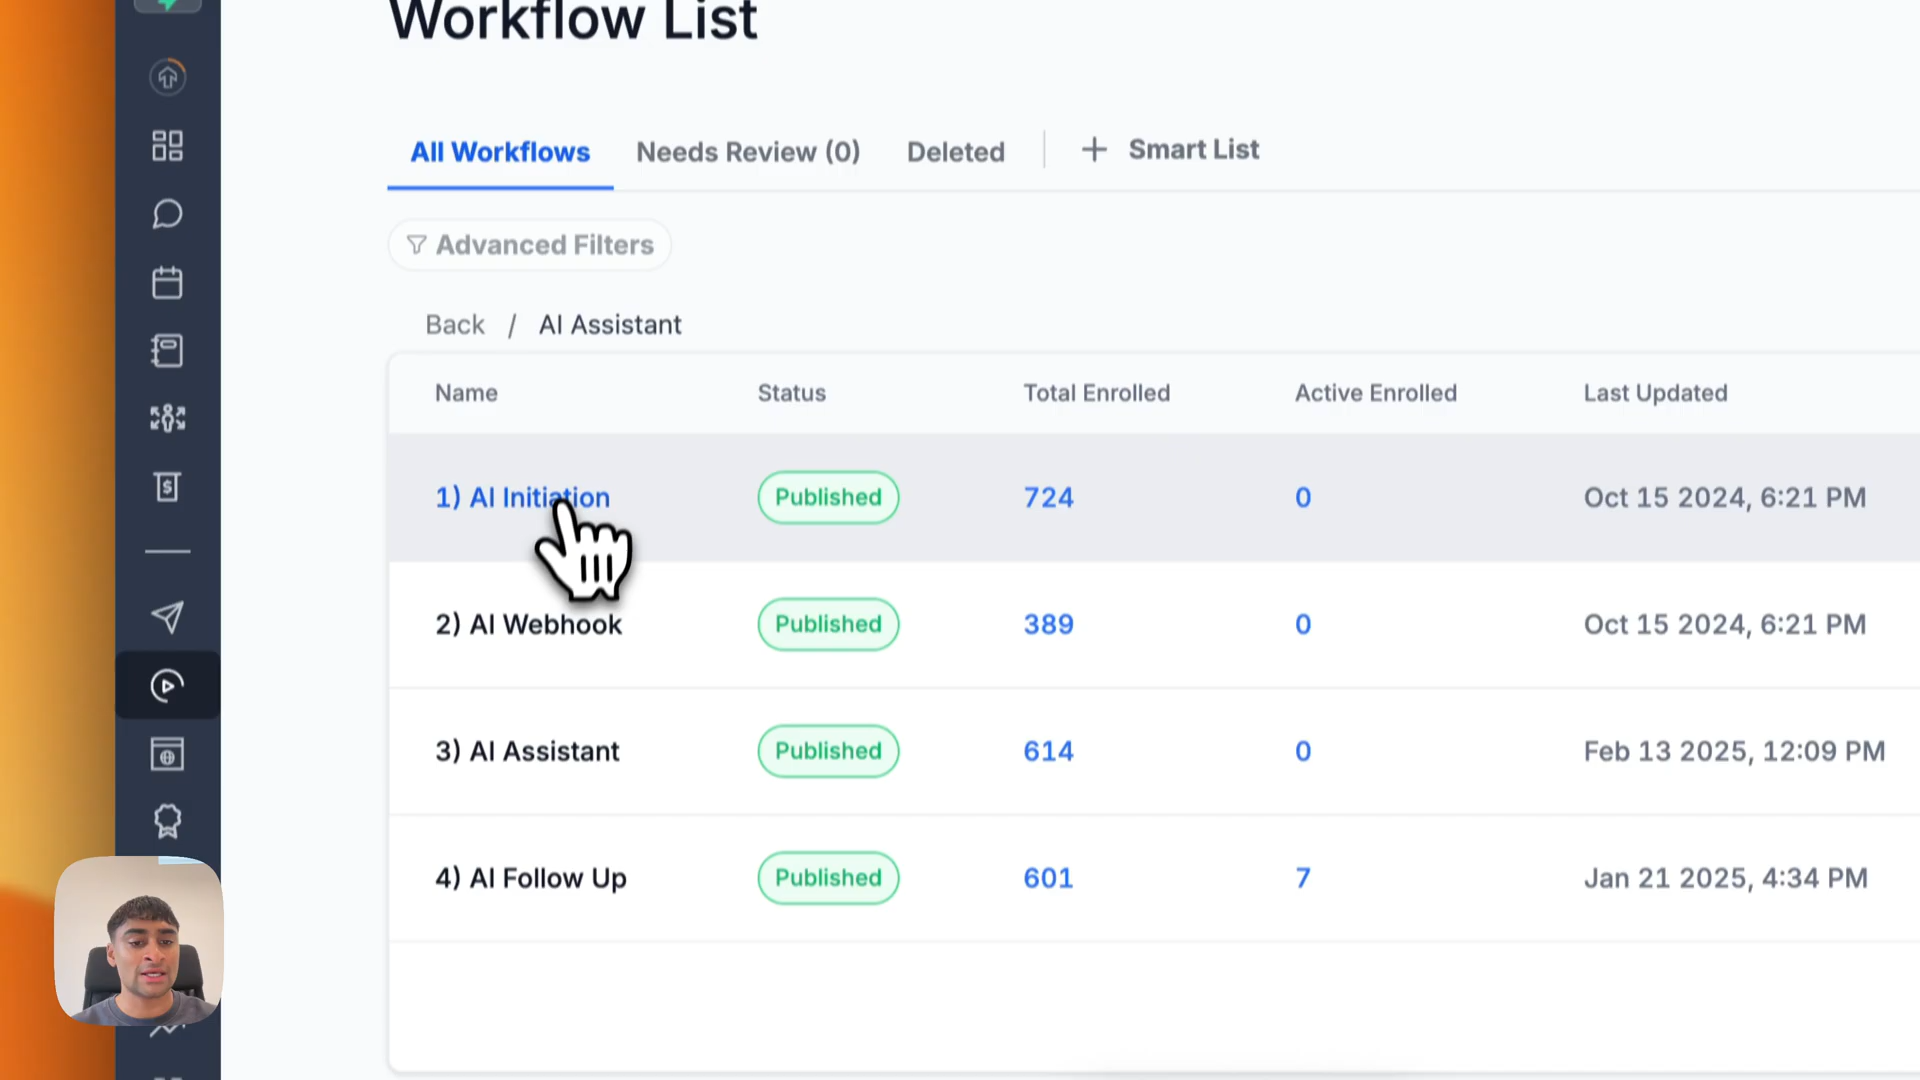 Workflow List
All Workflows
Needs Review (0)
Deleted
+ Smart List
Advanced Filters
Back / AI Assistant
Name
Status
Total Enrolled
Active Enrolled
Last Updated
1) AI Initiation
Published
724
0
Oct 15 2024, 6:21 PM
2) AI Webhook
Published
389
0
Oct 15 2024, 6:21 PM
3) AI Assistant
Published
614
0
Feb 13 2025, 12:09 PM
4) AI Follow Up
Published
601
7
Jan 21 2025, 4:34 PM